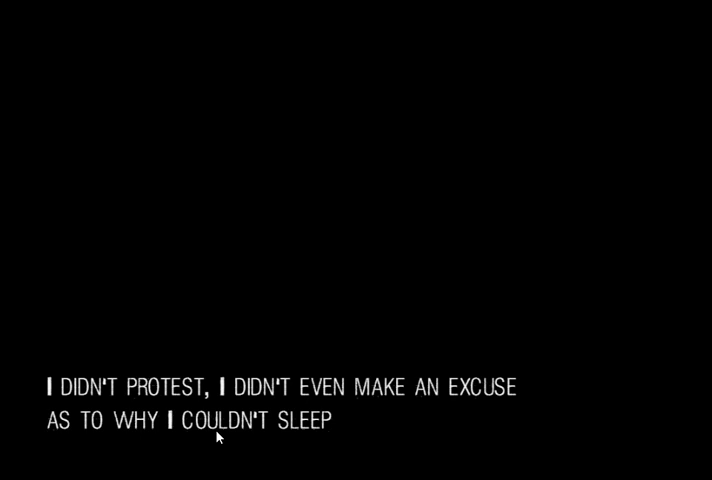 I DIDN'T PROTEST, I DIDN'T EVEN MAKE AN EXCUSE
AS TO WHY I COULDN'T SLEEP